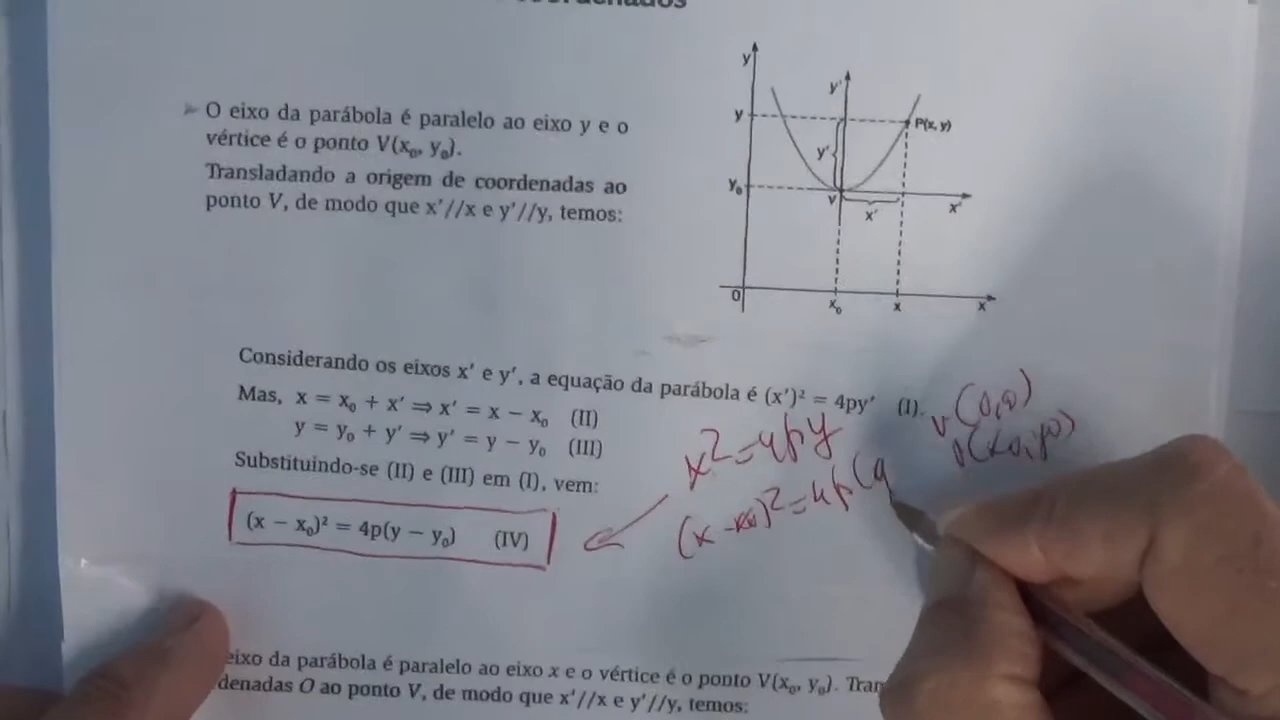 ➢ O eixo da parábola é paralelo ao eixo y e o
vértice é o ponto V(x₀, y₀).
Transladando a origem de coordenadas ao
ponto V, de modo que x′//x e y′//y, temos:
y
y′
y
P(x, y)
y′
y₀
V
x′
x′
0
x₀
x
x
Considerando os eixos x′ e y′, a equação da parábola é (x′)² = 4py′ (I).
Mas, x = x₀ + x′ ⇒ x′ = x − x₀ (II)
y = y₀ + y′ ⇒ y′ = y − y₀ (III)
Substituindo-se (II) e (III) em (I), vem:
(x − x₀)² = 4p(y − y₀) (IV)
v(0,0)
v(x0,y0)
x² = 4py
(x - x0)² = 4p(y
eixo da parábola é paralelo ao eixo x e o vértice é o ponto V(x₀, y₀).
denadas O ao ponto V, de modo que x′//x e y′//y, temos: